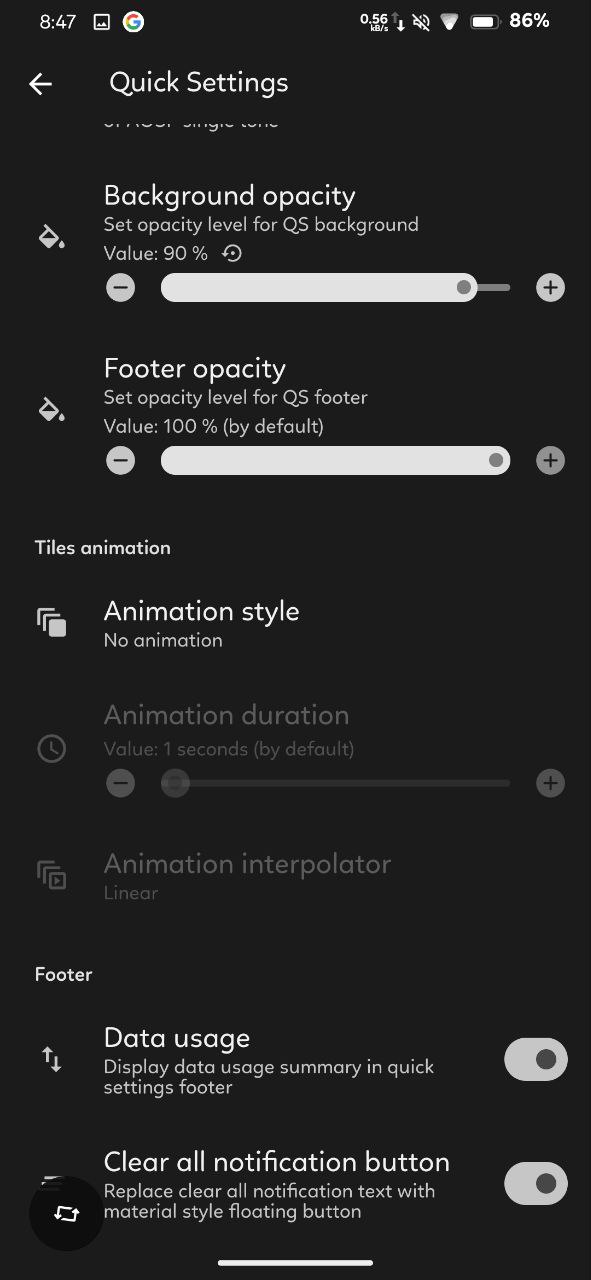 8:47
0.56
kB/s
86%
Quick Settings
Background opacity
Set opacity level for QS background
Value: 90 %
Footer opacity
Set opacity level for QS footer
Value: 100 % (by default)
Tiles animation
Animation style
No animation
Animation duration
Value: 1 seconds (by default)
Animation interpolator
Linear
Footer
Data usage
Display data usage summary in quick
settings footer
Clear all notification button
Replace clear all notification text with
material style floating button